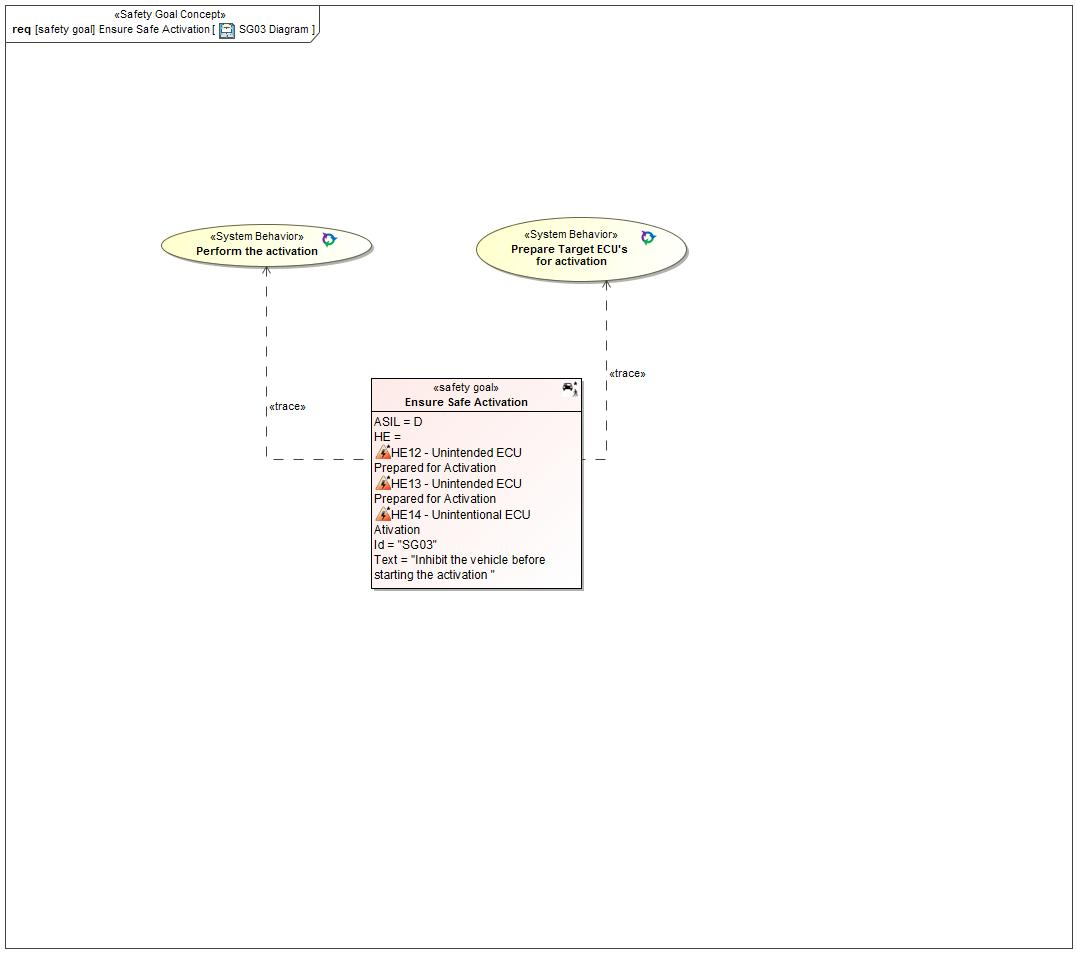 «Safety Goal Concept»
req [safety goal] Ensure Safe Activation [ SG03 Diagram ]
«System Behavior»
Perform the activation
«System Behavior»
Prepare Target ECU's
for activation
«trace»
«trace»
«safety goal»
Ensure Safe Activation
ASIL = D
HE =
HE12 - Unintended ECU
Prepared for Activation
HE13 - Unintended ECU
Prepared for Activation
HE14 - Unintentional ECU
Ativation
Id = "SG03"
Text = "Inhibit the vehicle before
starting the activation "